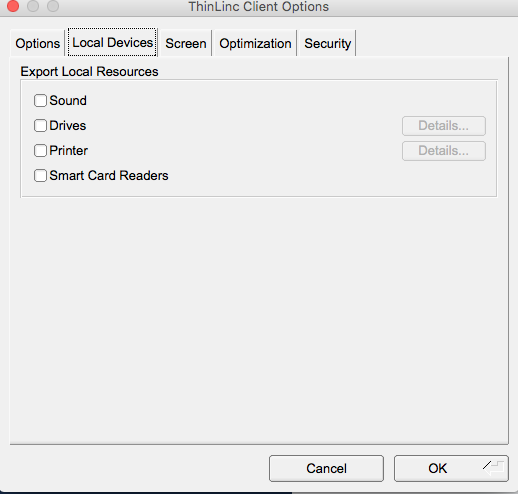 ThinLinc Client Options
Options Local Devices Screen Optimization Security
Export Local Resources
Sound
Drives Details...
Printer Details...
Smart Card Readers
Cancel OK